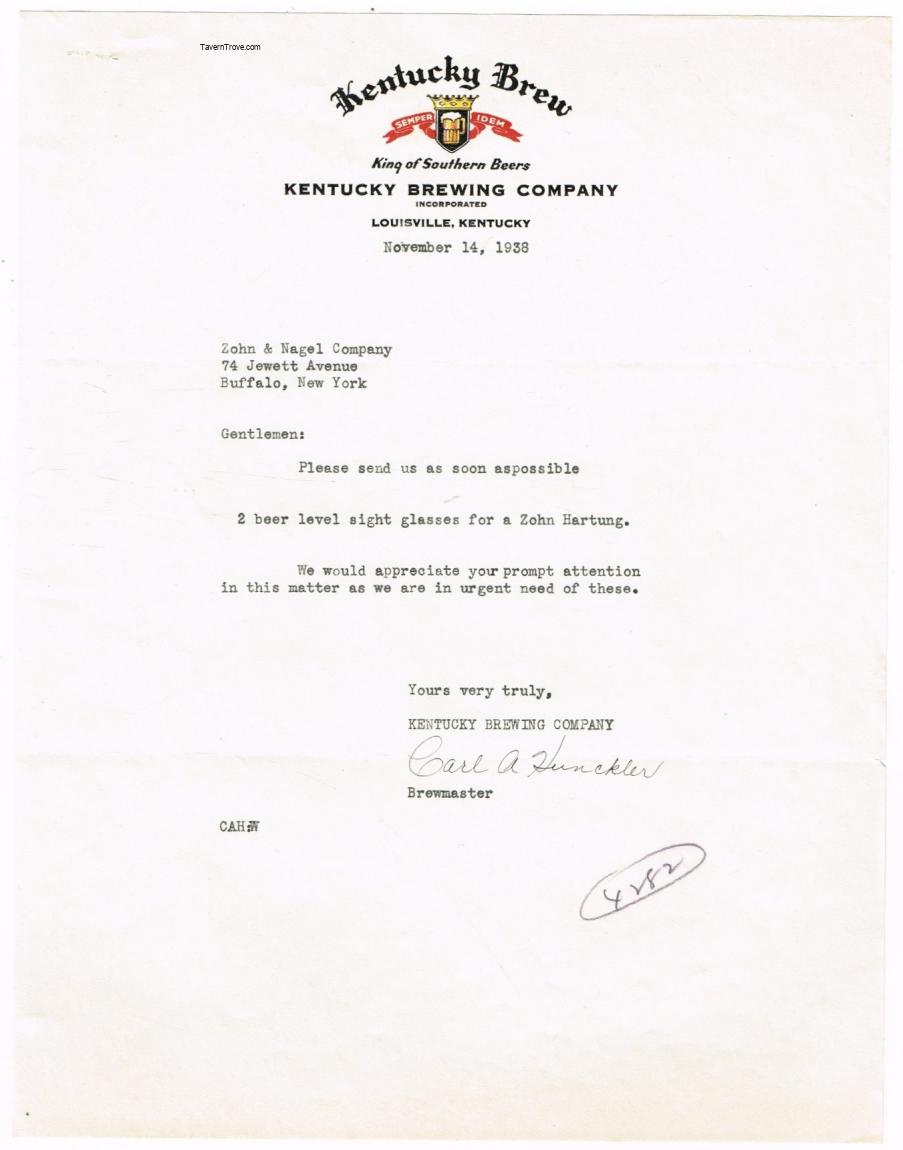 TavernTrove.com
Kentucky Brew
SEMPER IDEM
King of Southern Beers
KENTUCKY BREWING COMPANY
INCORPORATED
LOUISVILLE, KENTUCKY
November 14, 1938
Zohn & Nagel Company
74 Jewett Avenue
Buffalo, New York
Gentlemen:
Please send us as soon aspossible
2 beer level sight glasses for a Zohn Hartung.
We would appreciate your prompt attention
in this matter as we are in urgent need of these.
Yours very truly,
KENTUCKY BREWING COMPANY
Carl A Hunckler
Brewmaster
CAH:W
4282